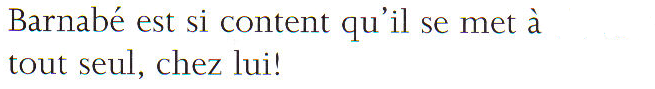 Barnabé est si content qu'il se met à
tout seul, chez lui!